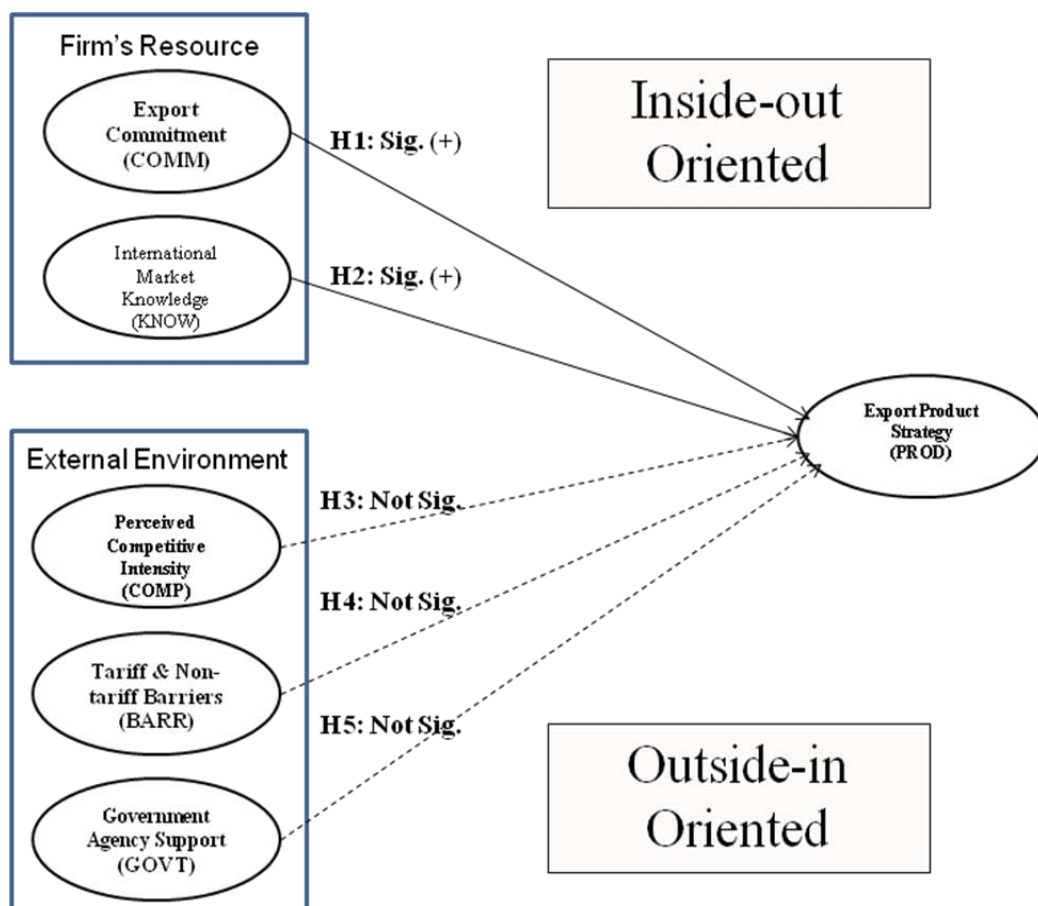 Firm's Resource
Export
Commitment
(COMM)
International
Market
Knowledge
(KNOW)
H1: Sig. (+)
H2: Sig. (+)
Inside-out
Oriented
Export Product
Strategy
(PROD)
External Environment
Perceived
Competitive
Intensity
(COMP)
Tariff & Non-
tariff Barriers
(BARR)
Government
Agency Support
(GOVT)
H3: Not Sig.
H4: Not Sig.
H5: Not Sig.
Outside-in
Oriented